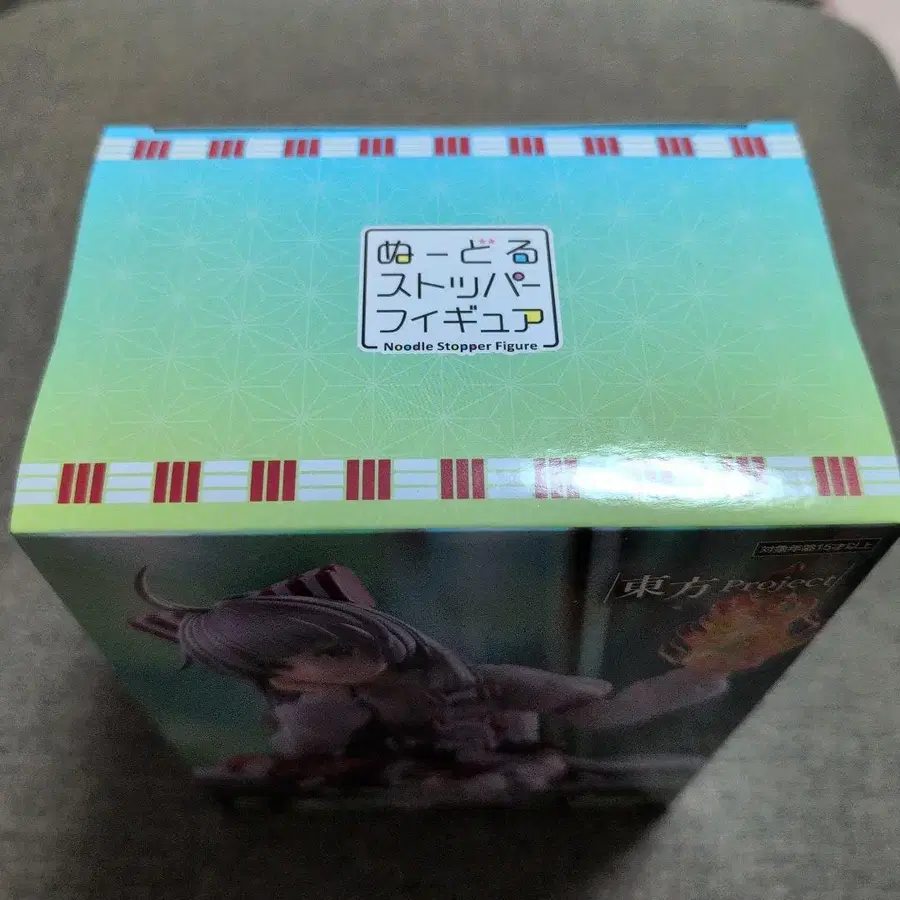 ぬーどる
ストッパー
フィギュア
Noodle Stopper Figure
対象年齢15才以上
東方Project